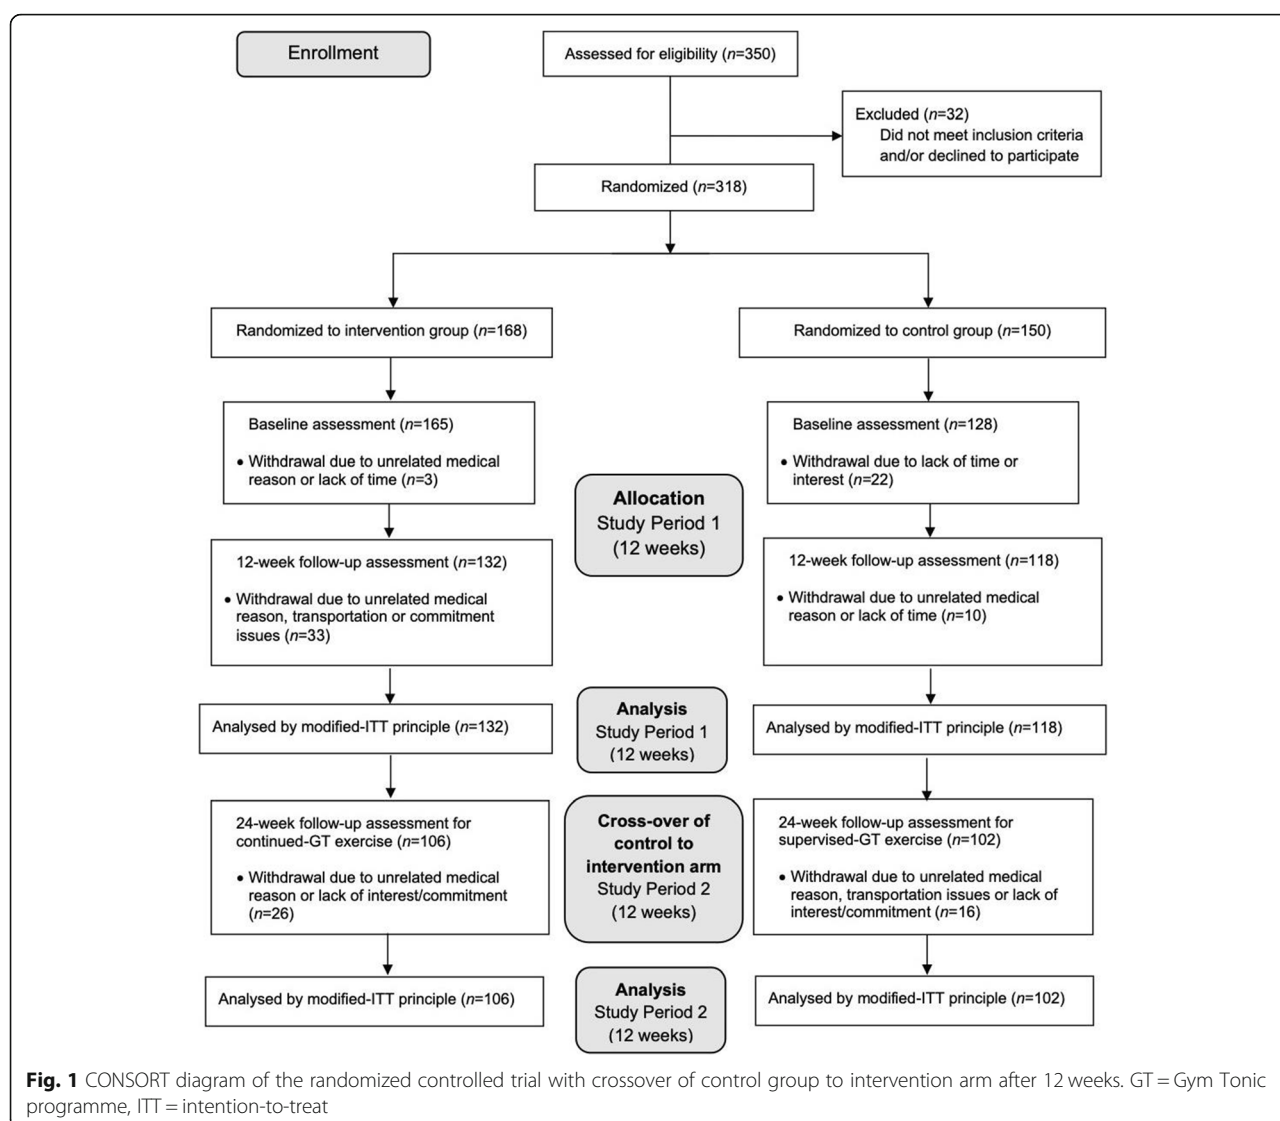 Enrollment
Assessed for eligibility (n=350)
Excluded (n=32)
Did not meet inclusion criteria
and/or declined to participate
Randomized (n=318)
Randomized to intervention group (n=168)
Randomized to control group (n=150)
Baseline assessment (n=165)
• Withdrawal due to unrelated medical
reason or lack of time (n=3)
Baseline assessment (n=128)
• Withdrawal due to lack of time or
interest (n=22)
Allocation
Study Period 1
(12 weeks)
12-week follow-up assessment (n=132)
• Withdrawal due to unrelated medical
reason, transportation or commitment
issues (n=33)
12-week follow-up assessment (n=118)
• Withdrawal due to unrelated medical
reason or lack of time (n=10)
Analysed by modified-ITT principle (n=132)
Analysis
Study Period 1
(12 weeks)
Analysed by modified-ITT principle (n=118)
24-week follow-up assessment for
continued-GT exercise (n=106)
• Withdrawal due to unrelated medical
reason or lack of interest/commitment
(n=26)
Cross-over of
control to
intervention arm
Study Period 2
(12 weeks)
24-week follow-up assessment for
supervised-GT exercise (n=102)
• Withdrawal due to unrelated medical
reason, transportation issues or lack of
interest/commitment (n=16)
Analysed by modified-ITT principle (n=106)
Analysis
Study Period 2
(12 weeks)
Analysed by modified-ITT principle (n=102)
Fig. 1 CONSORT diagram of the randomized controlled trial with crossover of control group to intervention arm after 12 weeks. GT = Gym Tonic
programme, ITT = intention-to-treat